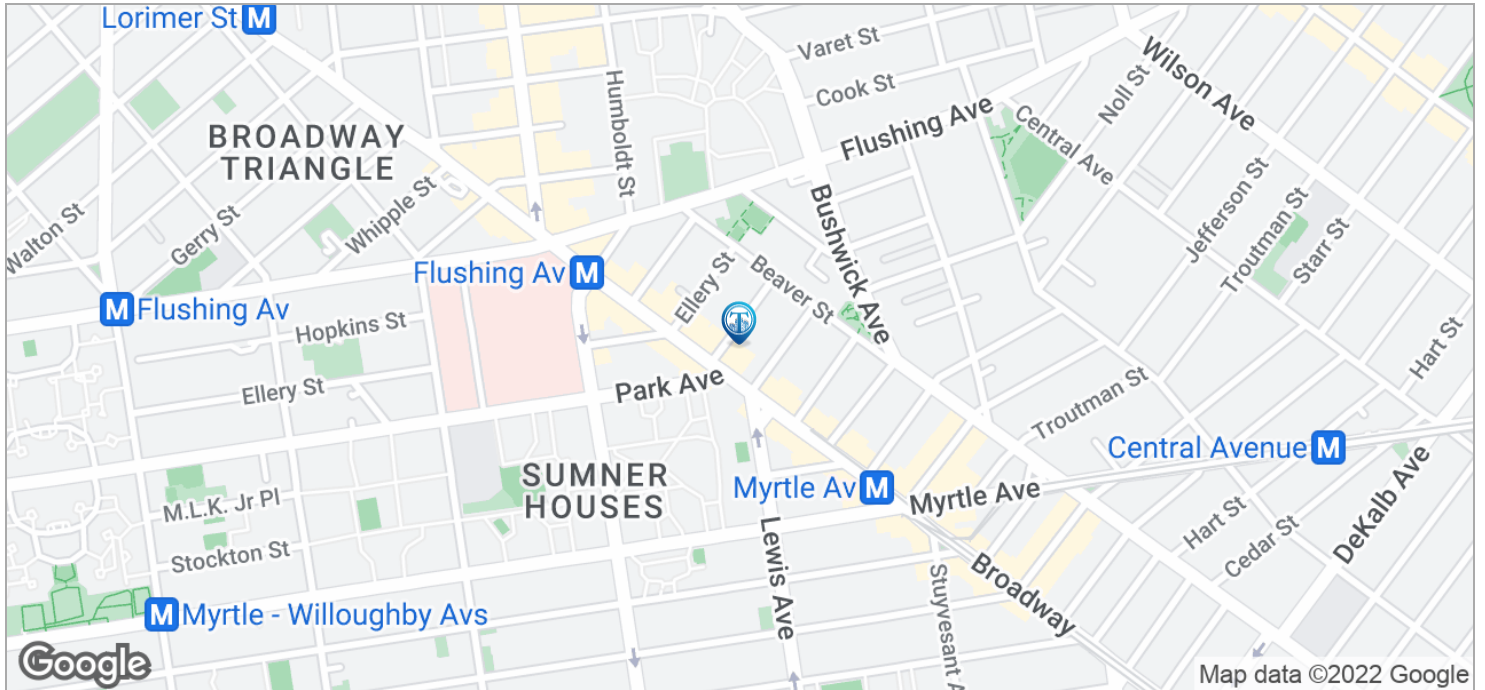 Lorimer St M
Varet St
Cook St
Wilson Ave
Noll St
Humboldt St
Flushing Ave
Central Ave
BROADWAY
TRIANGLE
Whipple St
Gerry St
Walton St
Bushwick Ave
Jefferson St
Troutman St
Starr St
Flushing Av M
Ellery St
Beaver St
M Flushing Av
Hopkins St
T
Hart St
Ellery St
Park Ave
Troutman St
Central Avenue M
SUMNER
HOUSES
Myrtle Av M
Myrtle Ave
DeKalb Ave
M.L.K. Jr Pl
Hart St
Cedar St
Stockton St
Lewis Ave
Stuyvesant A
Broadway
M Myrtle - Willoughby Avs
Google
Map data ©2022 Google